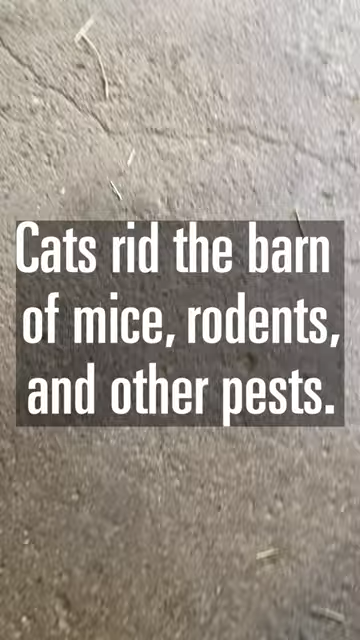 Cats rid the barn
of mice, rodents,
and other pests.